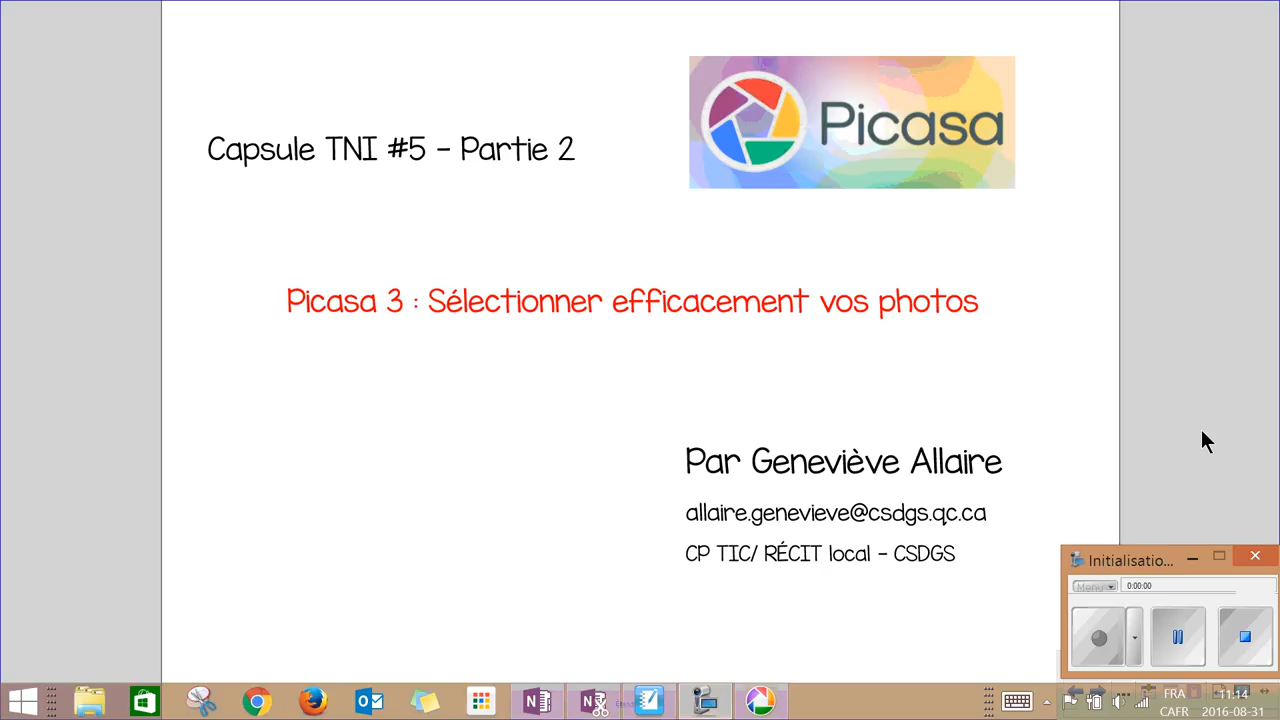 Picasa
Capsule TNI #5 - Partie 2
Picasa 3 : Sélectionner efficacement vos photos
Par Geneviève Allaire
allaire.genevieve@csdgs.qc.ca
CP TIC/ RÉCIT local - CSDGS
Initialisatio...
Menu
0:00:00
FRA
11:14
CAFR
2016-08-31